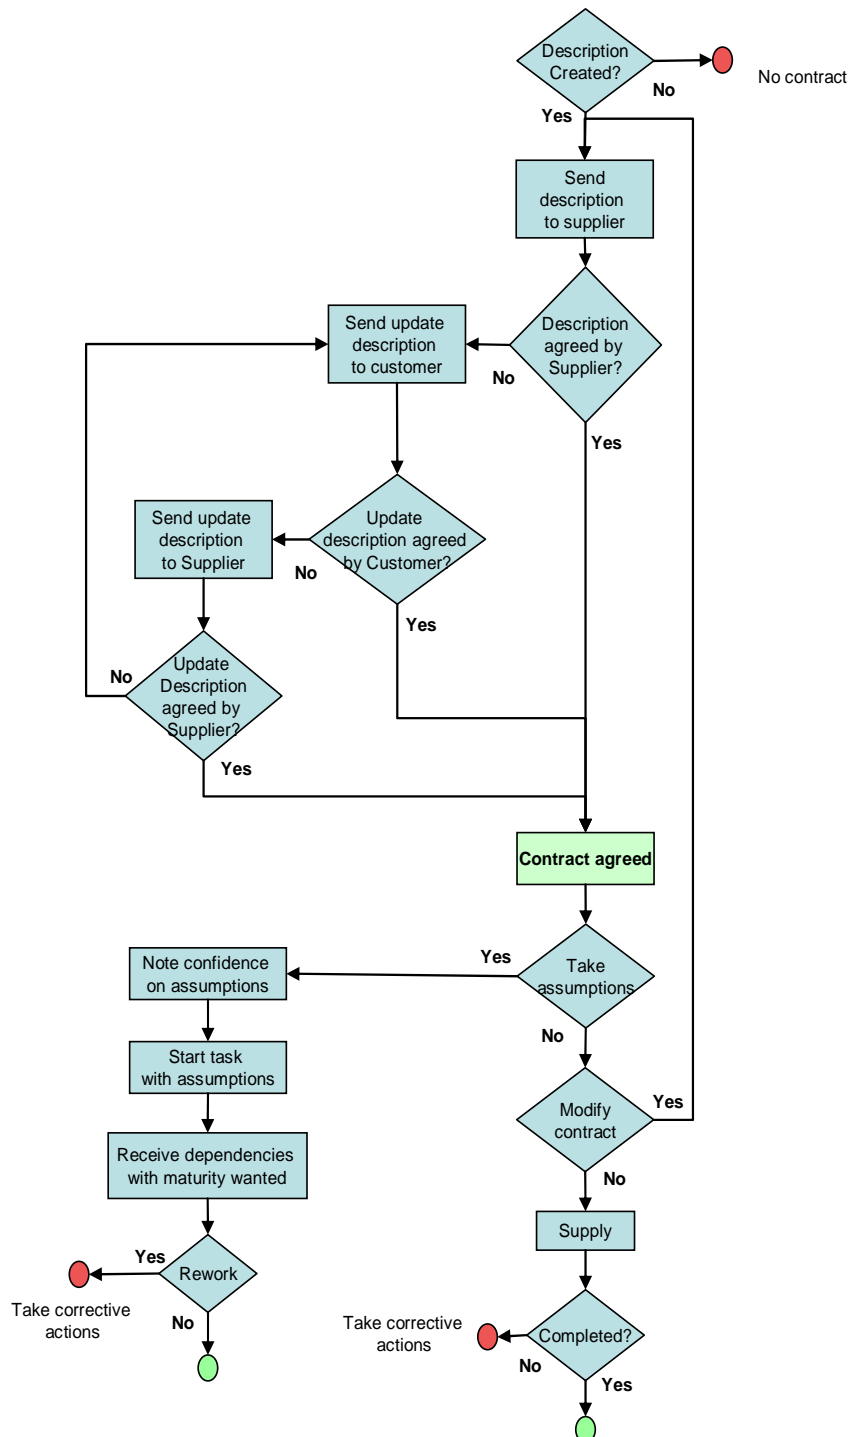 Description
Created?
No
No contract
Yes
Send
description
to supplier
Send update
description
to customer
Description
agreed by
Supplier?
No
Yes
Send update
description
to Supplier
Update
description agreed
by Customer?
No
Yes
Update
Description
agreed by
Supplier?
No
Yes
Contract agreed
Yes
Take
assumptions
No
Note confidence
on assumptions
Start task
with assumptions
Modify
contract
Yes
No
Receive dependencies
with maturity wanted
Supply
Yes
Rework
Take corrective
actions
No
Take corrective
actions
Completed?
No
Yes